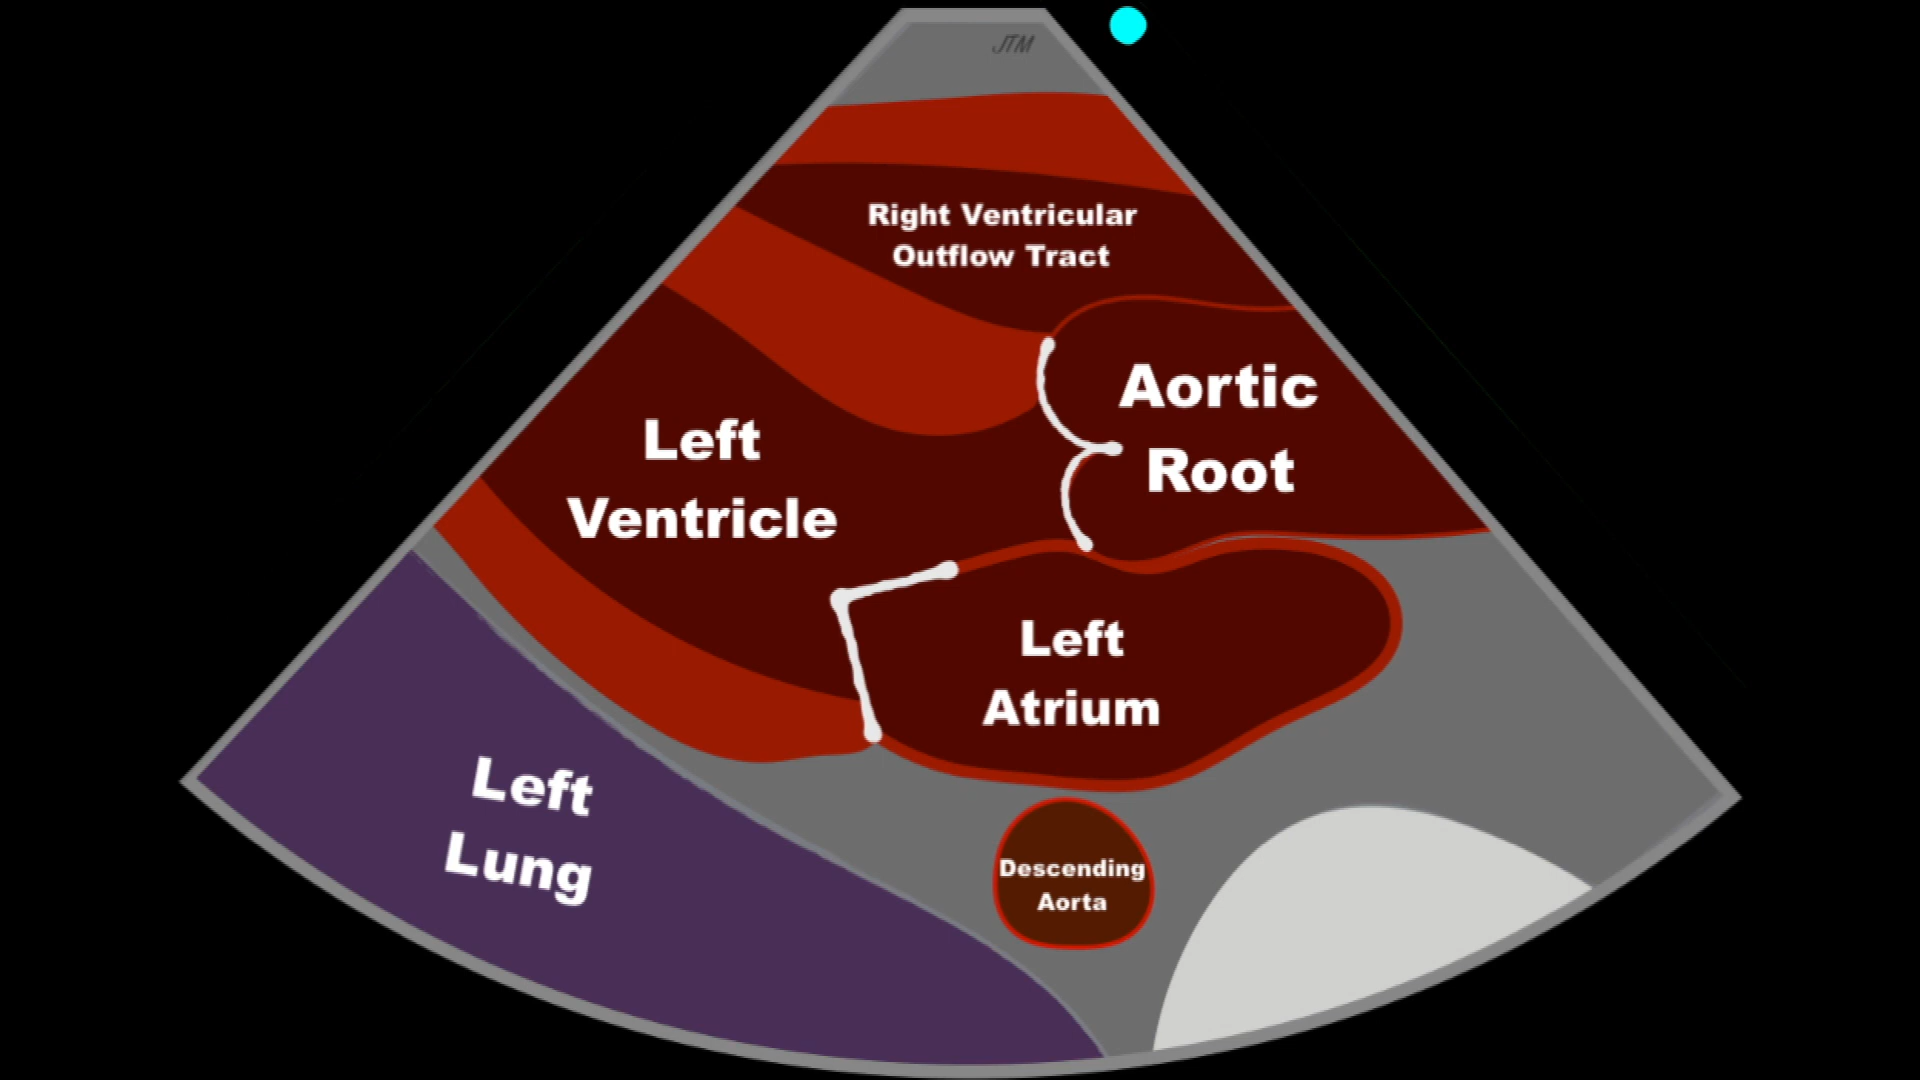 JTM
Right Ventricular
Outflow Tract
Aortic
Root
Left
Ventricle
Left
Atrium
Left
Lung
Descending
Aorta